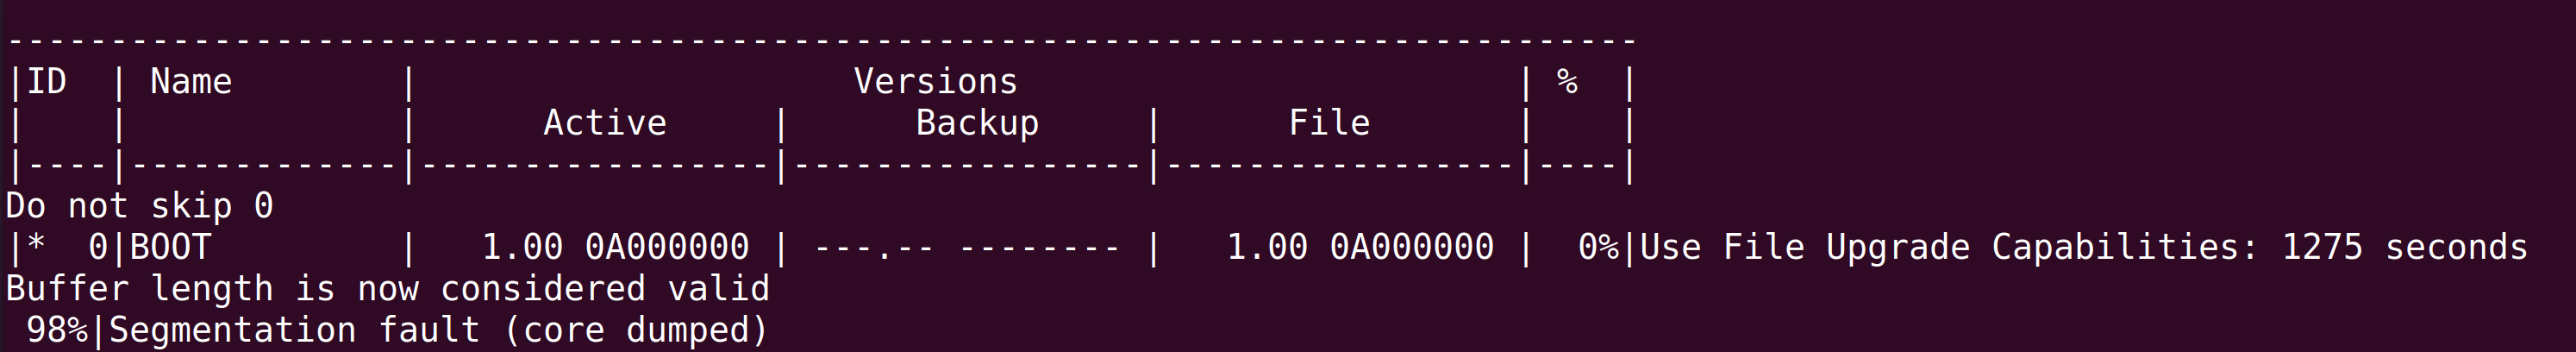 -------------------------------------------------------------------------------
|ID  | Name        |                     Versions                        | %  |
|    |             |      Active     |      Backup     |      File       |    |
|----|-------------|-----------------|-----------------|-----------------|----|
Do not skip 0
|*  0|BOOT         |   1.00 0A000000 | ---.-- -------- |   1.00 0A000000 |  0%|Use File Upgrade Capabilities: 1275 seconds
Buffer length is now considered valid
 98%|Segmentation fault (core dumped)